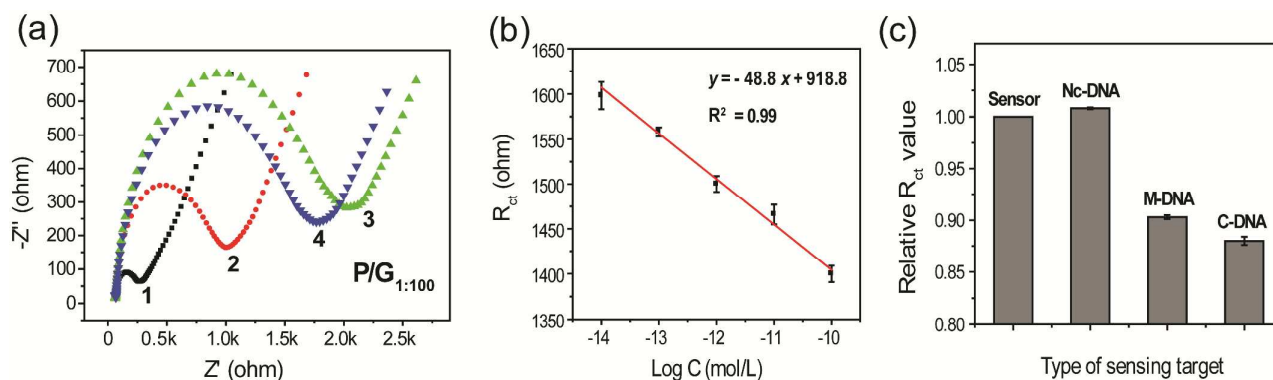 (a)
700
600
500
400
300
200
100
0
-Z'' (ohm)
1
2
3
4
P/G1:100
0 0.5k 1.0k 1.5k 2.0k 2.5k
Z' (ohm)
(b)
1650
1600
1550
1500
1450
1400
1350
Rct (ohm)
y = - 48.8 x + 918.8
R² = 0.99
-14 -13 -12 -11 -10
Log C (mol/L)
(c)
1.05
1.00
0.95
0.90
0.85
0.80
Relative Rct value
Sensor
Nc-DNA
M-DNA
C-DNA
Type of sensing target